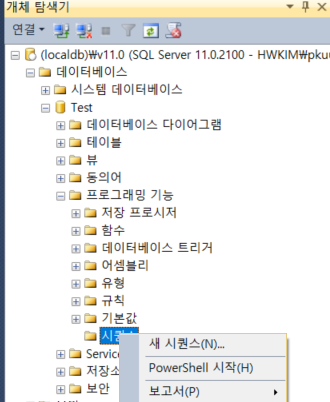 개체 탐색기
연결
(localdb)₩v11.0 (SQL Server 11.0.2100 - HWKIM₩pku
데이터베이스
시스템 데이터베이스
Test
데이터베이스 다이어그램
테이블
뷰
동의어
프로그래밍 기능
저장 프로시저
함수
데이터베이스 트리거
어셈블리
유형
규칙
기본값
시퀀스
새 시퀀스(N)...
Service
PowerShell 시작(H)
저장소
보고서(P)
보안